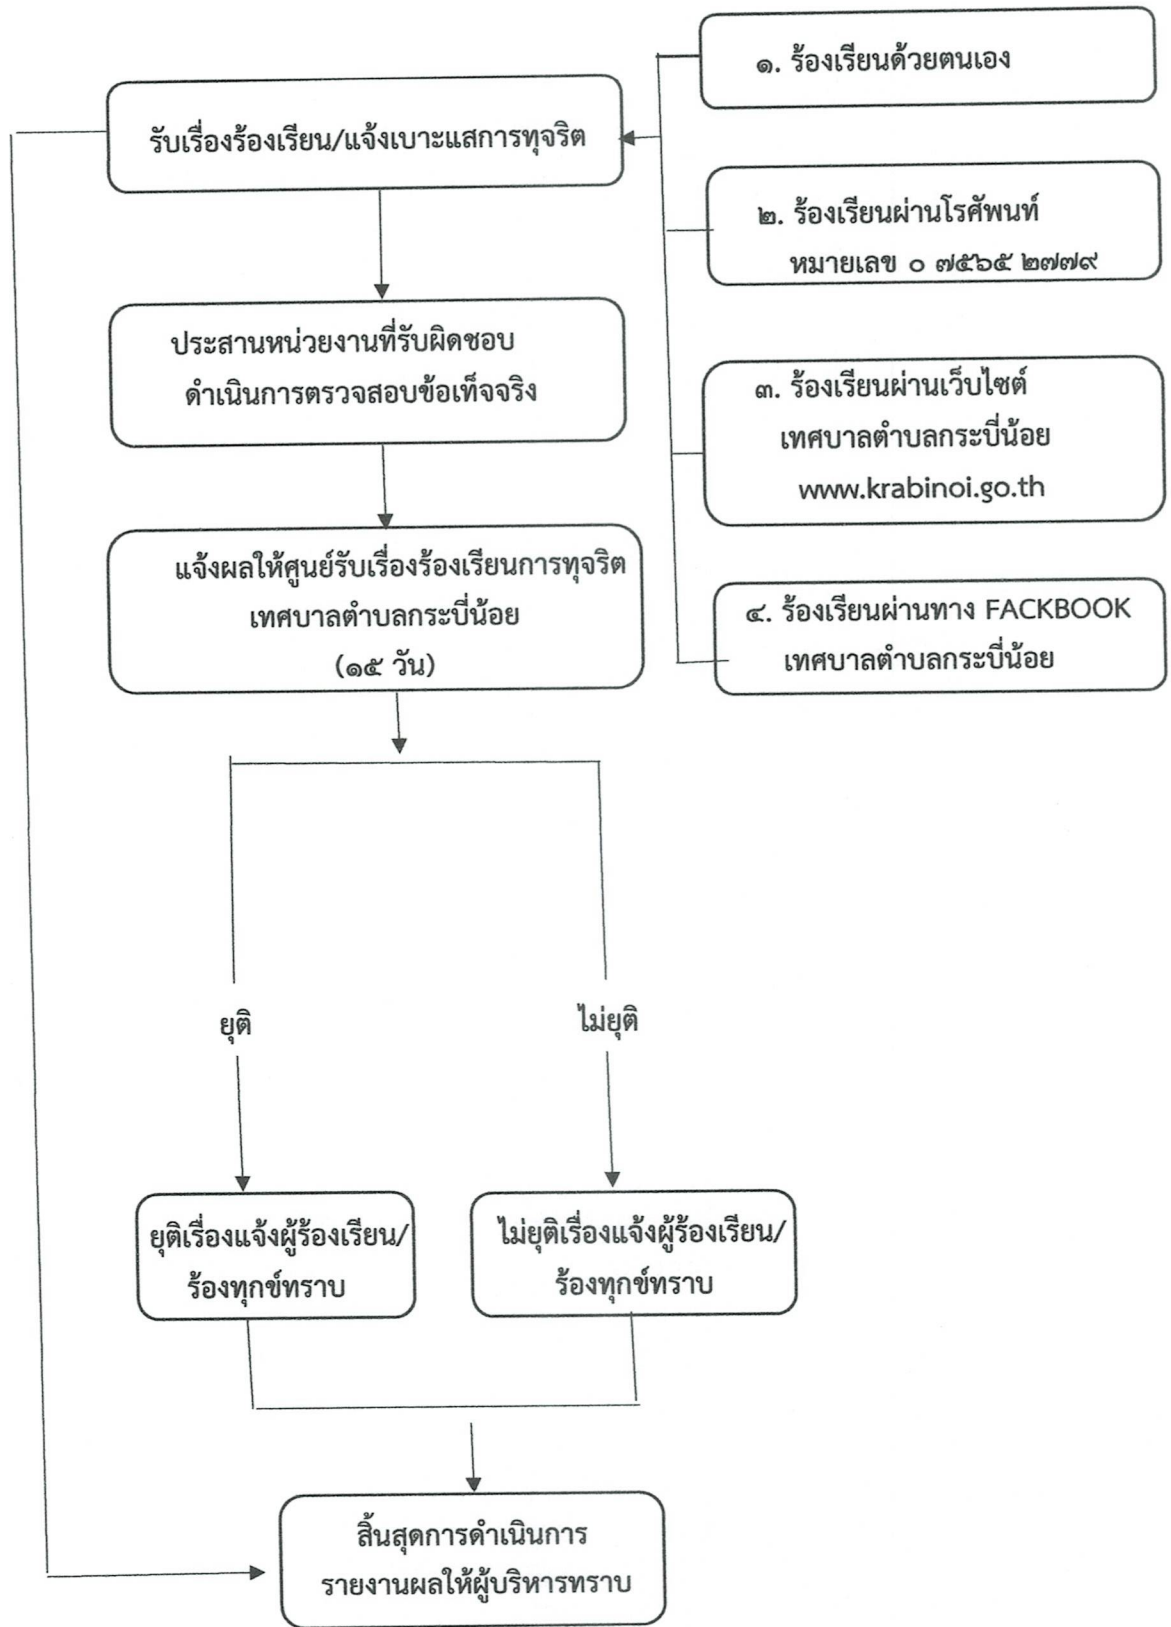 ๑. ร้องเรียนด้วยตนเอง
รับเรื่องร้องเรียน/แจ้งเบาะแสการทุจริต
๒. ร้องเรียนผ่านโรศัพนท์
หมายเลข ๐ ๗๕๖๕ ๒๗๗๙
ประสานหน่วยงานที่รับผิดชอบ
ดำเนินการตรวจสอบข้อเท็จจริง
๓. ร้องเรียนผ่านเว็บไซต์
เทศบาลตำบลกระบี่น้อย
www.krabinoi.go.th
แจ้งผลให้ศูนย์รับเรื่องร้องเรียนการทุจริต
เทศบาลตำบลกระบี่น้อย
(๑๕ วัน)
๔. ร้องเรียนผ่านทาง FACKBOOK
เทศบาลตำบลกระบี่น้อย
ยุติ
ไม่ยุติ
ยุติเรื่องแจ้งผู้ร้องเรียน/
ร้องทุกข์ทราบ
ไม่ยุติเรื่องแจ้งผู้ร้องเรียน/
ร้องทุกข์ทราบ
สิ้นสุดการดำเนินการ
รายงานผลให้ผู้บริหารทราบ